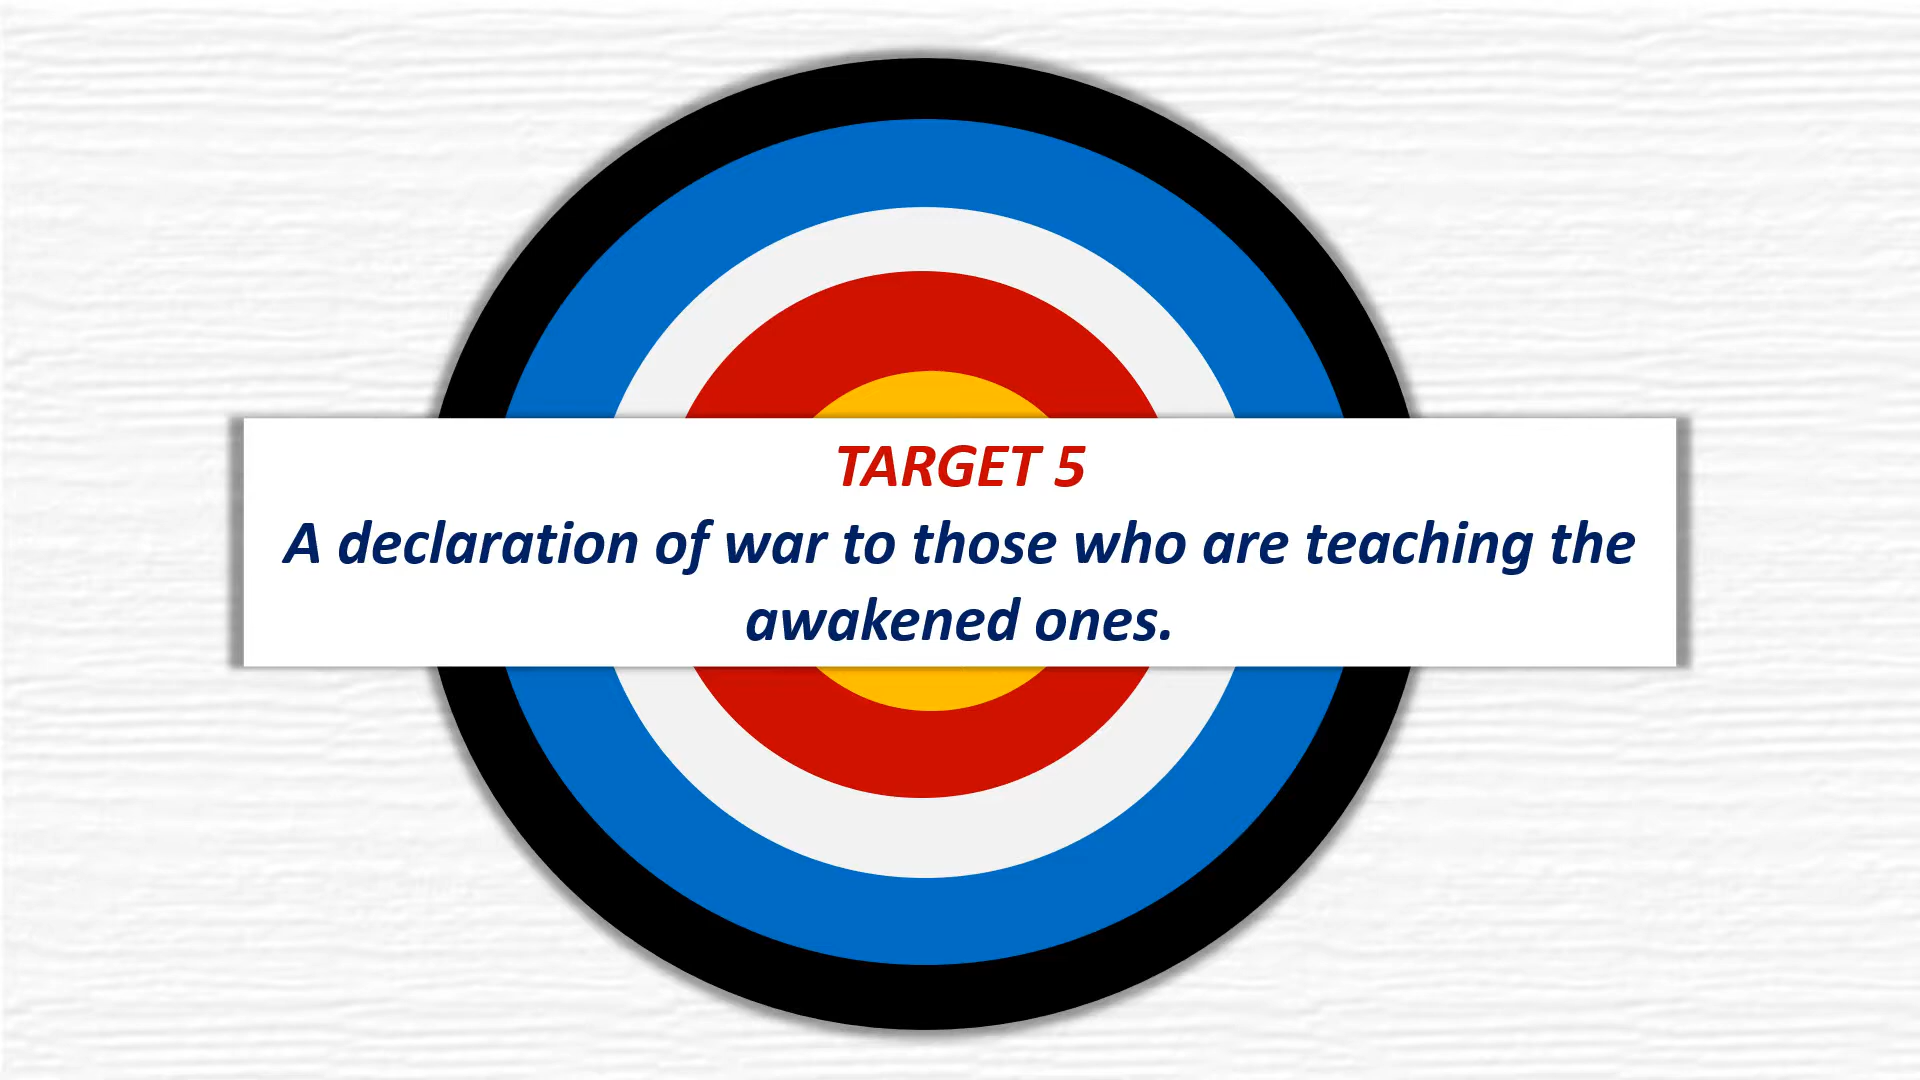 TARGET 5
A declaration of war to those who are teaching the
awakened ones.